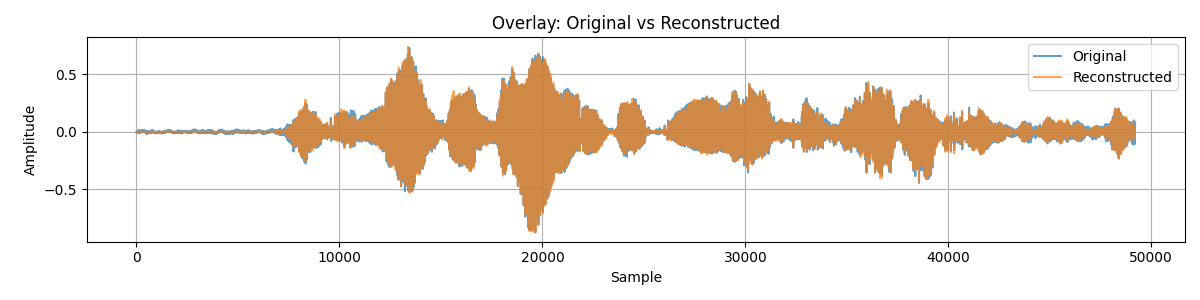 Overlay: Original vs Reconstructed
Original
Reconstructed
Amplitude
0.5
0.0
−0.5
0
10000
20000
30000
40000
50000
Sample